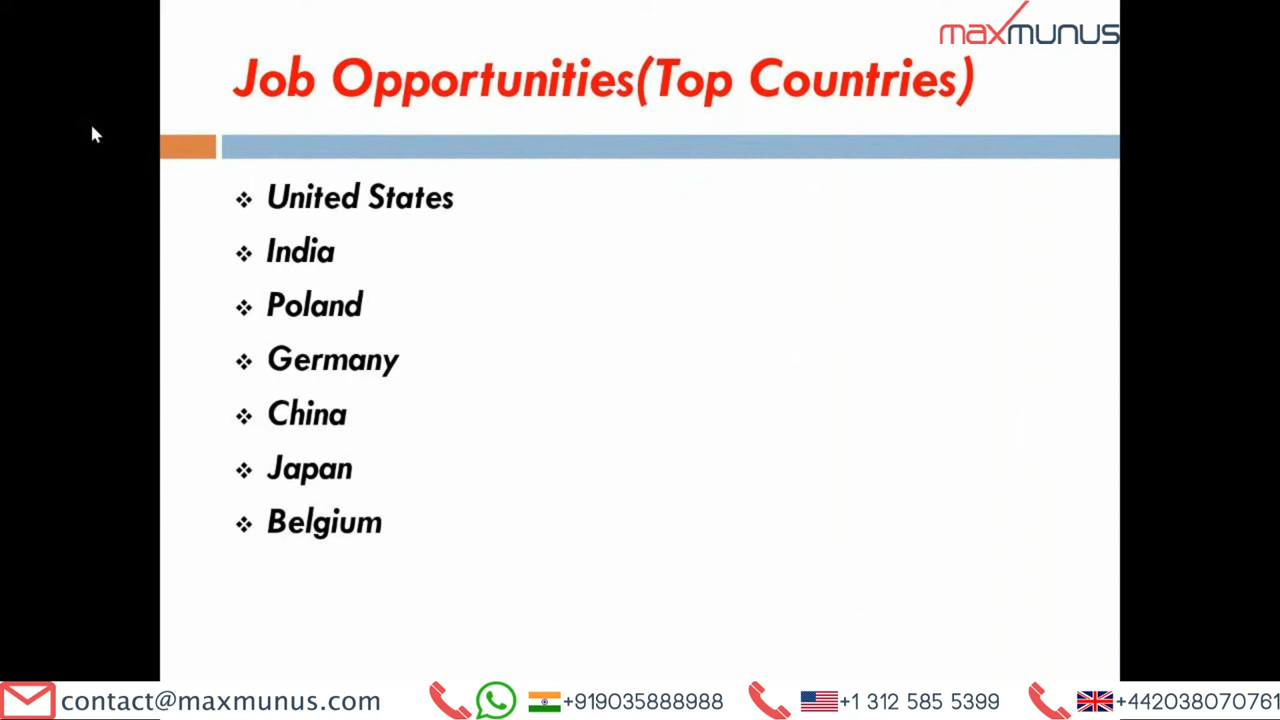 maxmunus
Job Opportunities(Top Countries)
United States
India
Poland
Germany
China
Japan
Belgium
contact@maxmunus.com +919035888988 +1 312 585 5399 +442038070761